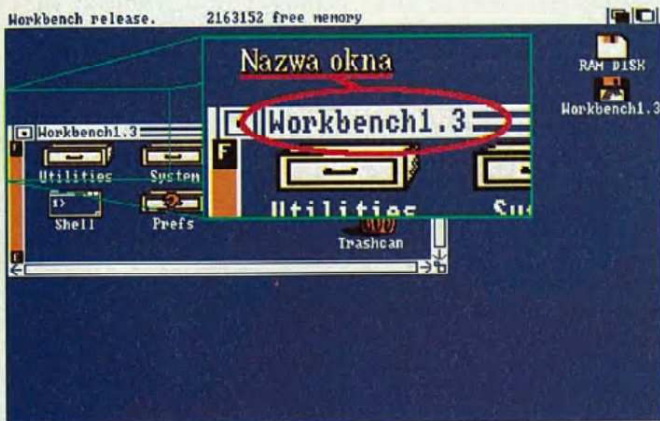 Workbench release. 2163152 free memory
Nazwa okna
RAM DISK
Workbench1.3
Workbench1.3
Workbench1.3
F
F
Utilities
System
Utilities
1>
Shell
Prefs
Trashcan
E